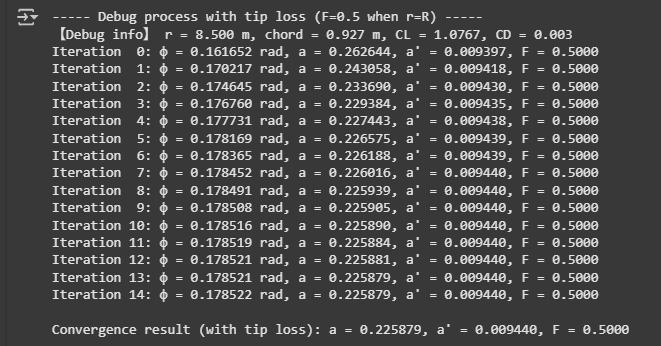 ----- Debug process with tip loss (F=0.5 when r=R) -----
【Debug info】 r = 8.500 m, chord = 0.927 m, CL = 1.0767, CD = 0.003
Iteration  0: ϕ = 0.161652 rad, a = 0.262644, a' = 0.009397, F = 0.5000
Iteration  1: ϕ = 0.170217 rad, a = 0.243058, a' = 0.009418, F = 0.5000
Iteration  2: ϕ = 0.174645 rad, a = 0.233690, a' = 0.009430, F = 0.5000
Iteration  3: ϕ = 0.176760 rad, a = 0.229384, a' = 0.009435, F = 0.5000
Iteration  4: ϕ = 0.177731 rad, a = 0.227443, a' = 0.009438, F = 0.5000
Iteration  5: ϕ = 0.178169 rad, a = 0.226575, a' = 0.009439, F = 0.5000
Iteration  6: ϕ = 0.178365 rad, a = 0.226188, a' = 0.009439, F = 0.5000
Iteration  7: ϕ = 0.178452 rad, a = 0.226016, a' = 0.009440, F = 0.5000
Iteration  8: ϕ = 0.178491 rad, a = 0.225939, a' = 0.009440, F = 0.5000
Iteration  9: ϕ = 0.178508 rad, a = 0.225905, a' = 0.009440, F = 0.5000
Iteration 10: ϕ = 0.178516 rad, a = 0.225890, a' = 0.009440, F = 0.5000
Iteration 11: ϕ = 0.178519 rad, a = 0.225884, a' = 0.009440, F = 0.5000
Iteration 12: ϕ = 0.178521 rad, a = 0.225881, a' = 0.009440, F = 0.5000
Iteration 13: ϕ = 0.178521 rad, a = 0.225879, a' = 0.009440, F = 0.5000
Iteration 14: ϕ = 0.178522 rad, a = 0.225879, a' = 0.009440, F = 0.5000
Convergence result (with tip loss): a = 0.225879, a' = 0.009440, F = 0.5000